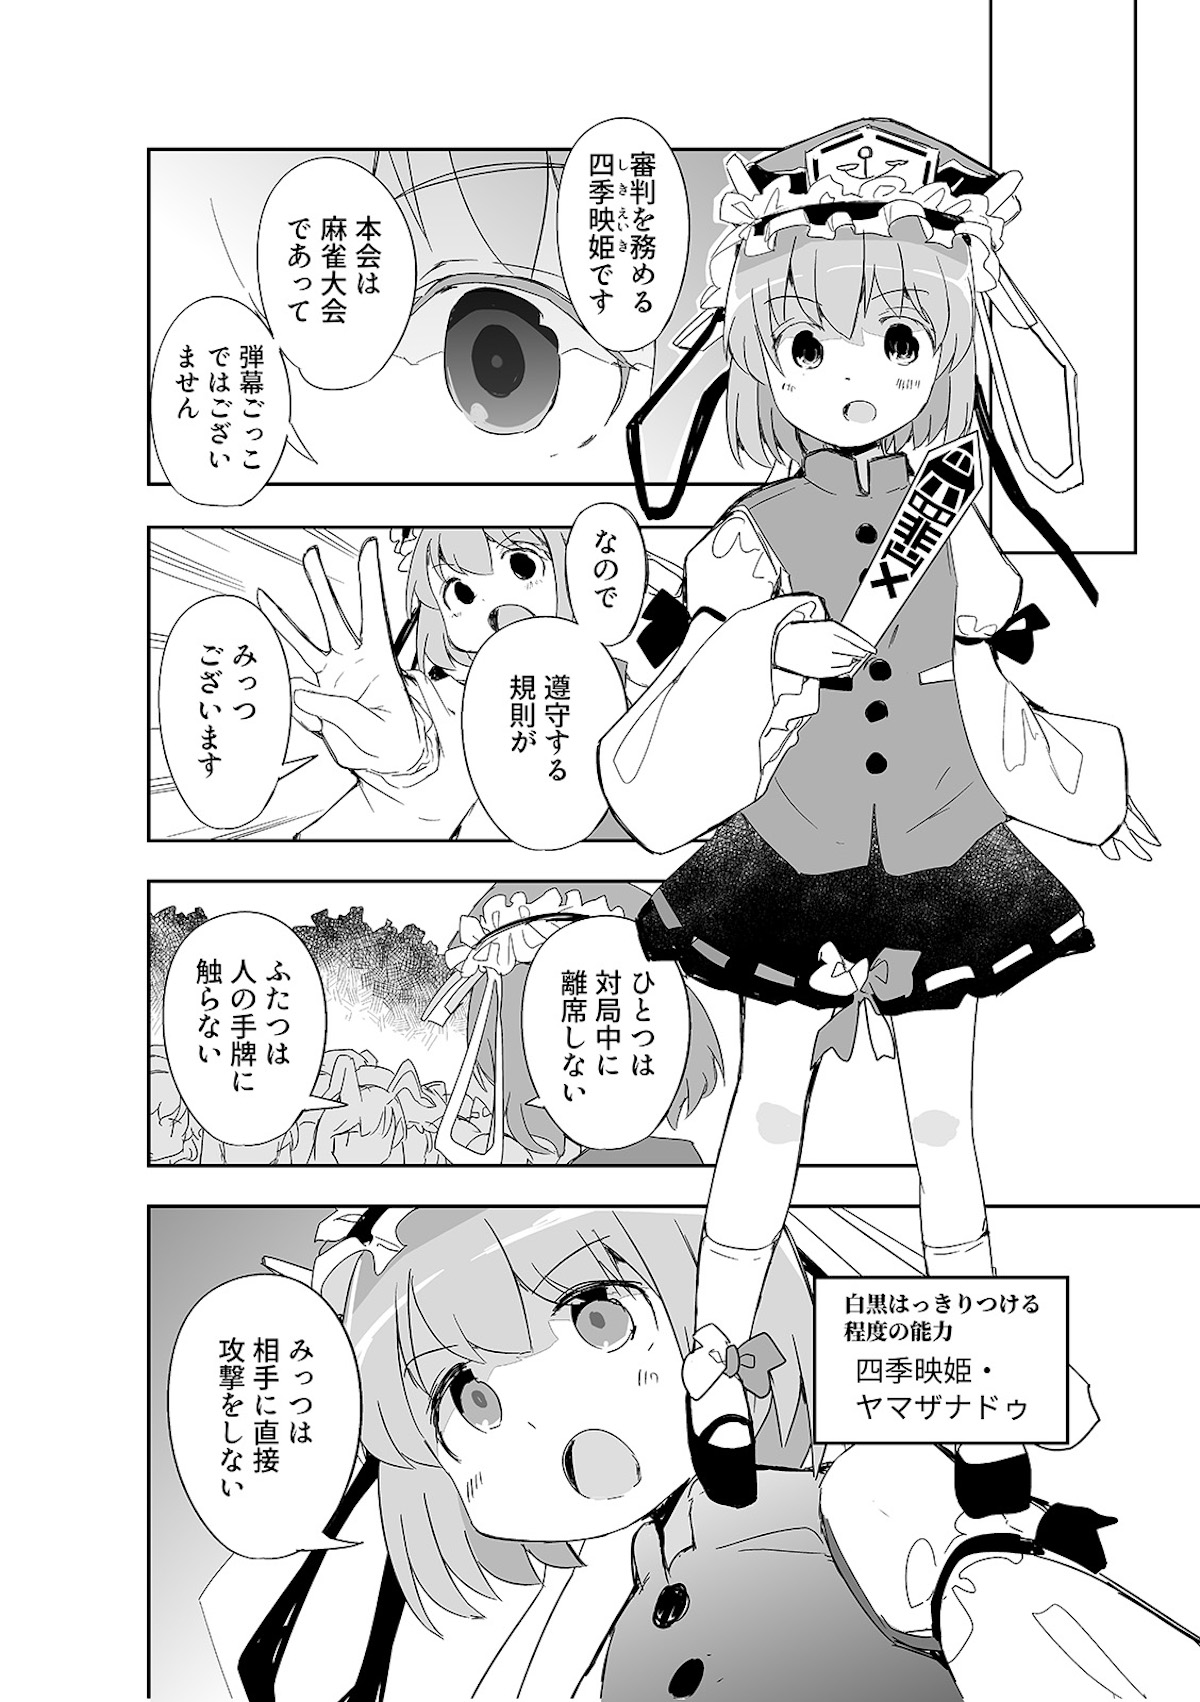 審判を務める
四季映姫です
しきえいき
本会は
麻雀大会
であって
弾幕ごっこ
ではござい
ません
なので
遵守する
規則が
みっつ
ございます
ひとつは
対局中に
離席しない
ふたつは
人の手牌に
触らない
みっつは
相手に直接
攻撃をしない
白黒はっきりつける
程度の能力
四季映姫・
ヤマザナドゥ